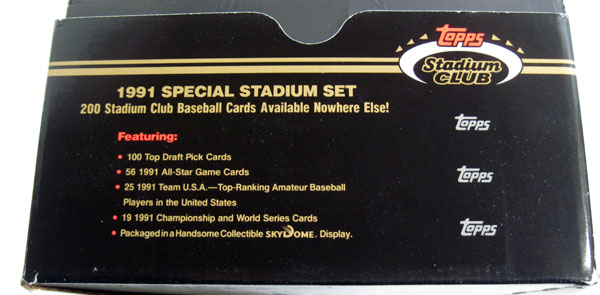 Topps
Stadium
CLUB
1991 SPECIAL STADIUM SET
200 Stadium Club Baseball Cards Available Nowhere Else!
Featuring:
• 100 Top Draft Pick Cards
• 56 1991 All-Star Game Cards
• 25 1991 Team U.S.A.—Top-Ranking Amateur Baseball
Players in the United States
• 19 1991 Championship and World Series Cards
• Packaged in a Handsome Collectible SKYDOME. Display.
Topps
Topps
Topps